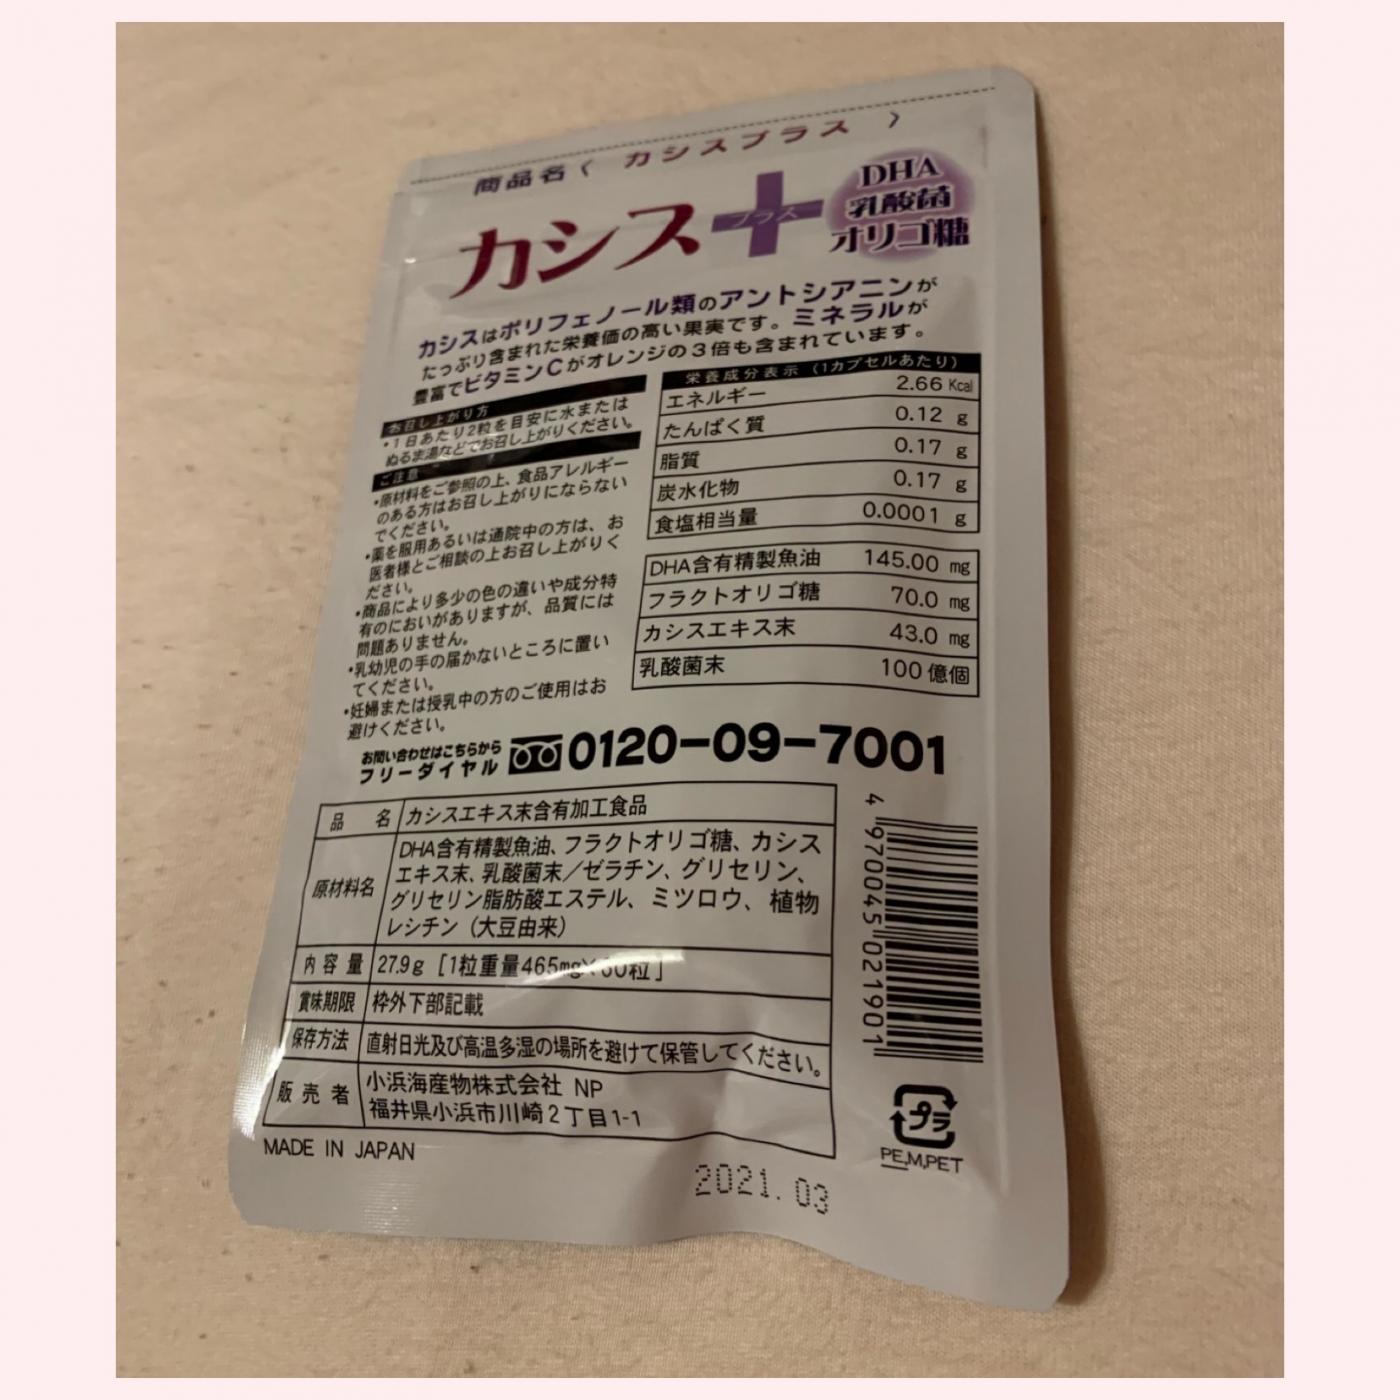 商品名〈 カシスプラス 〉
カシス+
プラス
DHA
乳酸菌
オリゴ糖
カシスはポリフェノール類のアントシアニンが
たっぷり含まれた栄養価の高い果実です。ミネラルが
豊富でビタミンCがオレンジの3倍も含まれています。
お召し上がり方
・1日あたり2粒を目安に水または
ぬるま湯などでお召し上がりください。
ご注意
・原材料をご参照の上、食品アレルギー
のある方はお召し上がりにならない
でください。
・薬を服用あるいは通院中の方は、お
医者様とご相談の上お召し上がりく
ださい。
・商品により多少の色の違いや成分特
有のにおいがありますが、品質には
問題ありません。
・乳幼児の手の届かないところに置い
てください。
・妊婦または授乳中の方のご使用はお
避けください。
栄養成分表示(1カプセルあたり)
エネルギー 2.66 Kcal
たんぱく質 0.12 g
脂質 0.17 g
炭水化物 0.17 g
食塩相当量 0.0001 g
DHA含有精製魚油 145.00 mg
フラクトオリゴ糖 70.0 mg
カシスエキス末 43.0 mg
乳酸菌末 100億個
お問い合わせはこちらから
フリーダイヤル 0120-09-7001
品名 カシスエキス末含有加工食品
原材料名 DHA含有精製魚油、フラクトオリゴ糖、カシス
エキス末、乳酸菌末/ゼラチン、グリセリン、
グリセリン脂肪酸エステル、ミツロウ、植物
レシチン(大豆由来)
内容量 27.9g [1粒重量465mg×60粒]
賞味期限 枠外下部記載
保存方法 直射日光及び高温多湿の場所を避けて保管してください。
販売者 小浜海産物株式会社 NP
福井県小浜市川崎2丁目1-1
MADE IN JAPAN
2021.03
4 970045 021901
プラ
PE,M,PET